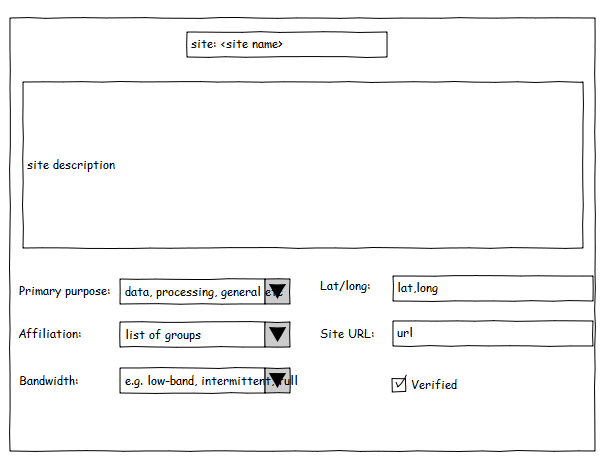 site: <site name>
site description
Primary purpose:
data, processing, general etc
Lat/long:
lat,long
Affiliation:
list of groups
Site URL:
url
Bandwidth:
e.g. low-band, intermittent, full
Verified